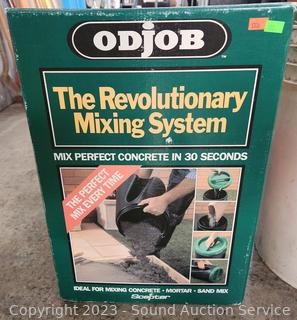 ODJOB
The Revolutionary
Mixing System
MIX PERFECT CONCRETE IN 30 SECONDS
THE PERFECT
MIX EVERY TIME
IDEAL FOR MIXING CONCRETE · MORTAR · SAND MIX
Scepter
Copyright 2023 - Sound Auction Service